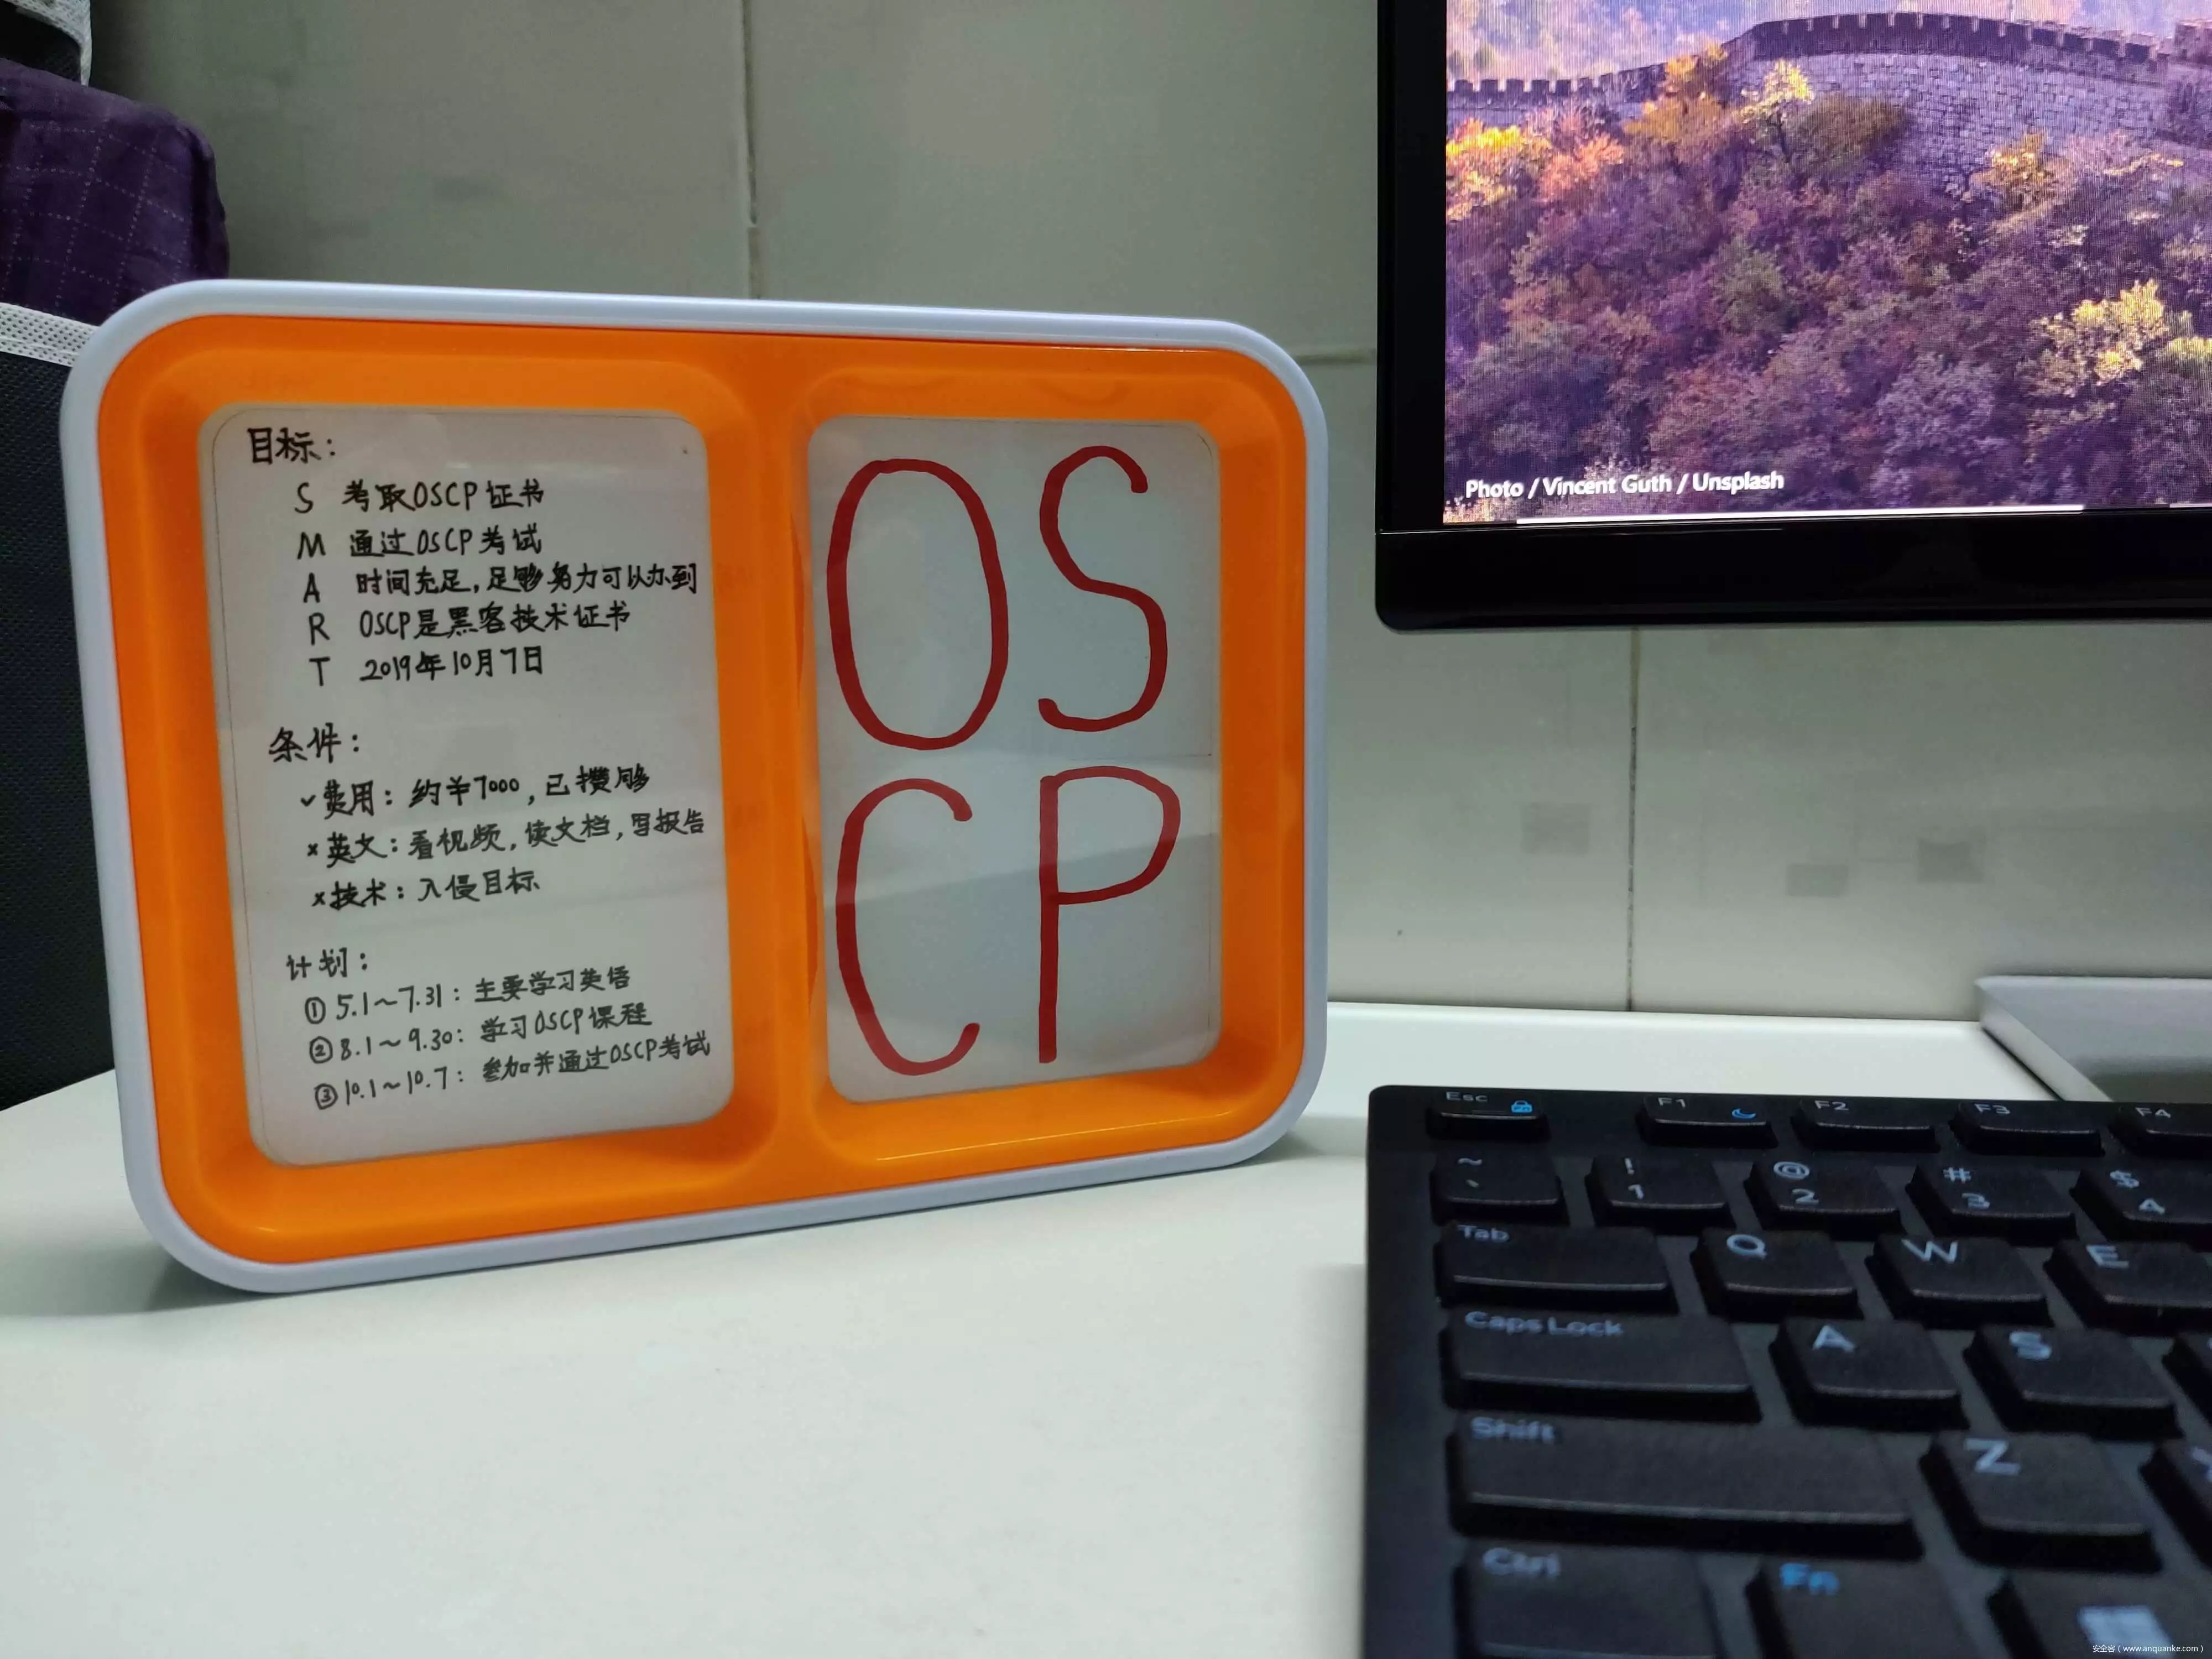 目标:
S 考取OSCP证书
M 通过OSCP考试
A 时间充足,足够努力可以办到
R OSCP是黑客技术证书
T 2019年10月7日
条件:
✓费用: 约¥7000,已攒够
×英文: 看视频,读文档,写报告
×技术: 入侵目标
计划:
①5.1~7.31: 主要学习英语
②8.1~9.30: 学习OSCP课程
③10.1~10.7: 参加并通过OSCP考试
OS
CP
Photo / Vincent Guth / Unsplash
Esc Fn F1 F2 F3 F4
~ ` ! 1 @ 2 # 3 $ 4
Tab Q W E
Caps Lock A S
Shift Z
Ctrl Fn
安全客 ( www.anquanke.com )